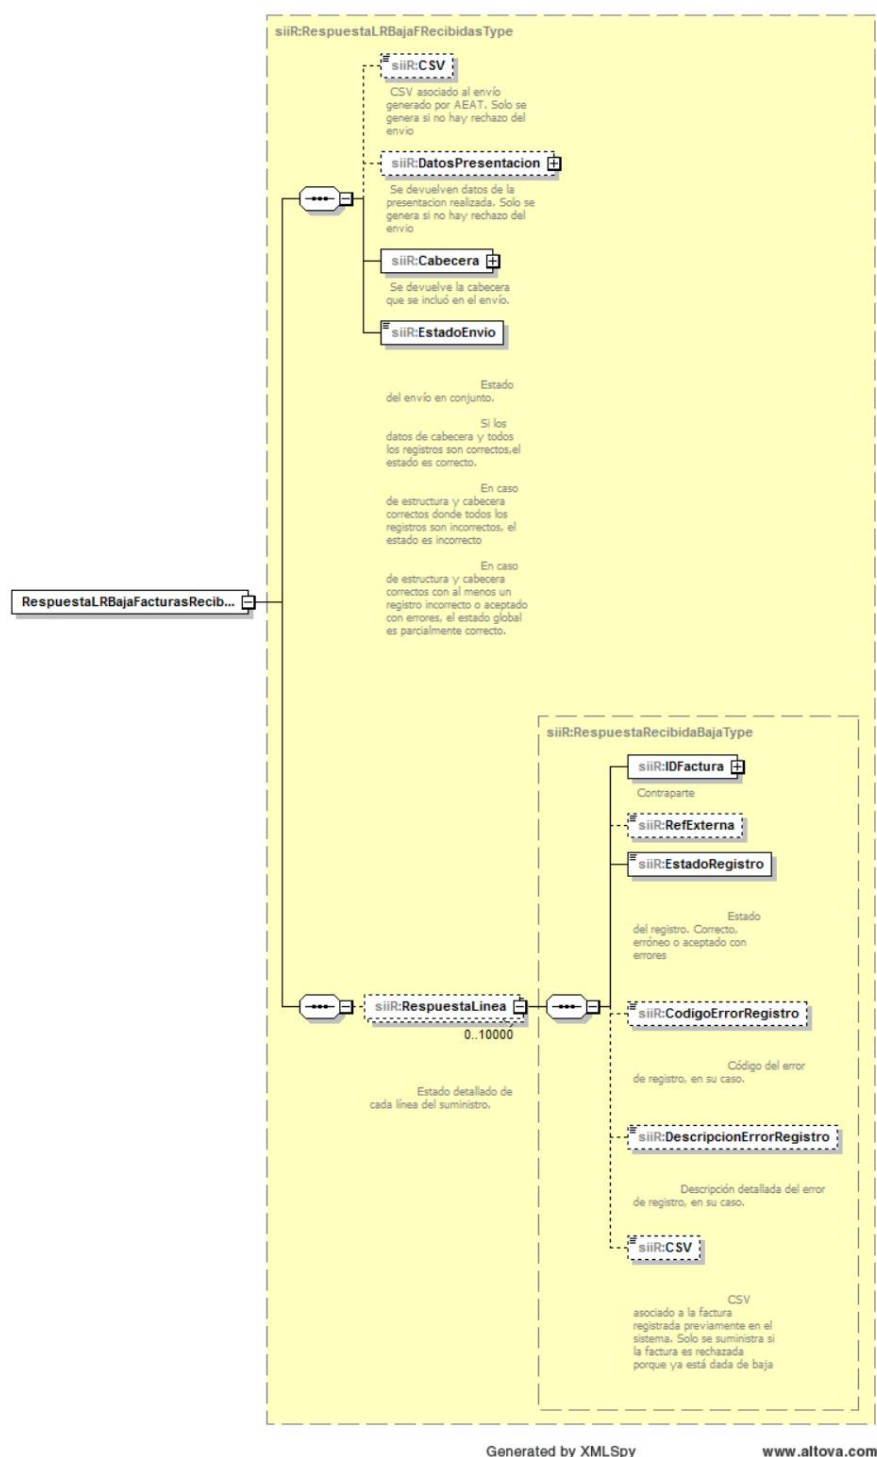 siiR:RespuestaLRBajaFRecibidasType
siiR:CSV
CSV asociado al envío
generado por AEAT. Solo se
genera si no hay rechazo del
envio
siiR:DatosPresentacion
Se devuelven datos de la
presentacion realizada. Solo se
genera si no hay rechazo del
envio
siiR:Cabecera
Se devuelve la cabecera
que se incluó en el envío.
siiR:EstadoEnvio
Estado
del envío en conjunto.
Si los
datos de cabecera y todos
los registros son correctos,el
estado es correcto.
En caso
de estructura y cabecera
correctos donde todos los
registros son incorrectos, el
estado es incorrecto
En caso
de estructura y cabecera
correctos con al menos un
registro incorrecto o aceptado
con errores, el estado global
es parcialmente correcto.
RespuestaLRBajaFacturasRecib...
siiR:RespuestaRecibidaBajaType
siiR:IDFactura
Contraparte
siiR:RefExterna
siiR:EstadoRegistro
Estado
del registro. Correcto,
erróneo o aceptado con
errores
siiR:RespuestaLinea
0..10000
Estado detallado de
cada línea del suministro.
siiR:CodigoErrorRegistro
Código del error
de registro, en su caso.
siiR:DescripcionErrorRegistro
Descripción detallada del error
de registro, en su caso.
siiR:CSV
CSV
asociado a la factura
registrada previamente en el
sistema. Solo se suministra si
la factura es rechazada
porque ya está dada de baja
Generated by XMLSpy
www.altova.com